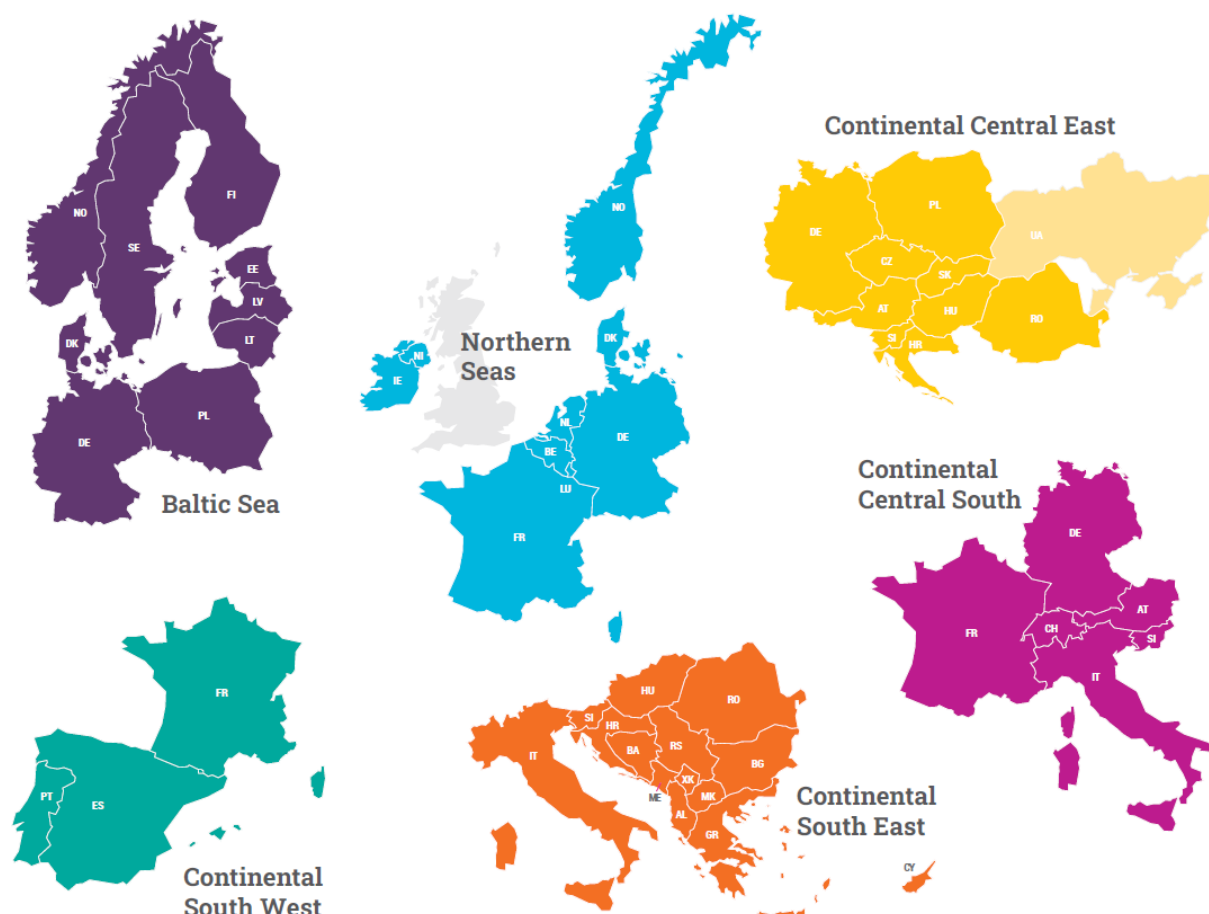 Continental Central East
NO
FI
SE
EE
LV
LT
DK
DE
PL
Baltic Sea
NO
DK
NI
IE
NL
DE
BE
LU
FR
Northern
Seas
PL
DE
UA
CZ
SK
AT
HU
RO
SI
HR
Continental
Central South
DE
AT
CH
SI
FR
IT
FR
PT
ES
Continental
South West
HU
RO
SI
HR
IT
BA
RS
BG
XK
ME
MK
AL
GR
CY
Continental
South East